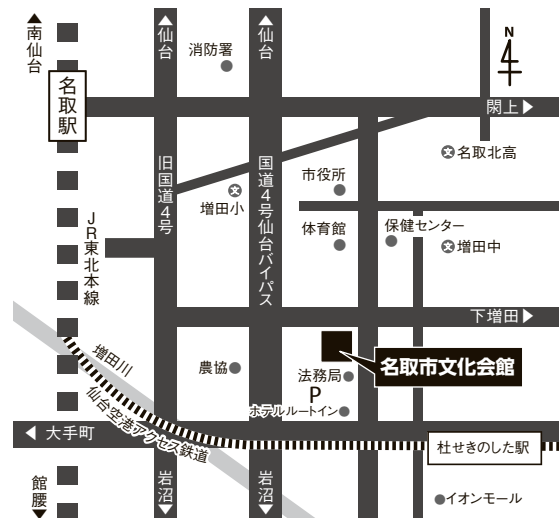 ▲南仙台
▲仙台
▲仙台
消防署
N
名取駅
閖上▶
名取北高
旧国道4号
国道4号仙台バイパス
市役所
増田小
体育館
保健センター
増田中
JR東北本線
下増田▶
増田川
農協
法務局
名取市文化会館
P
ホテルルートイン
◀大手町
仙台空港アクセス鉄道
杜せきのした駅
館腰▼
岩沼▽
岩沼▽
イオンモール
文
文
文